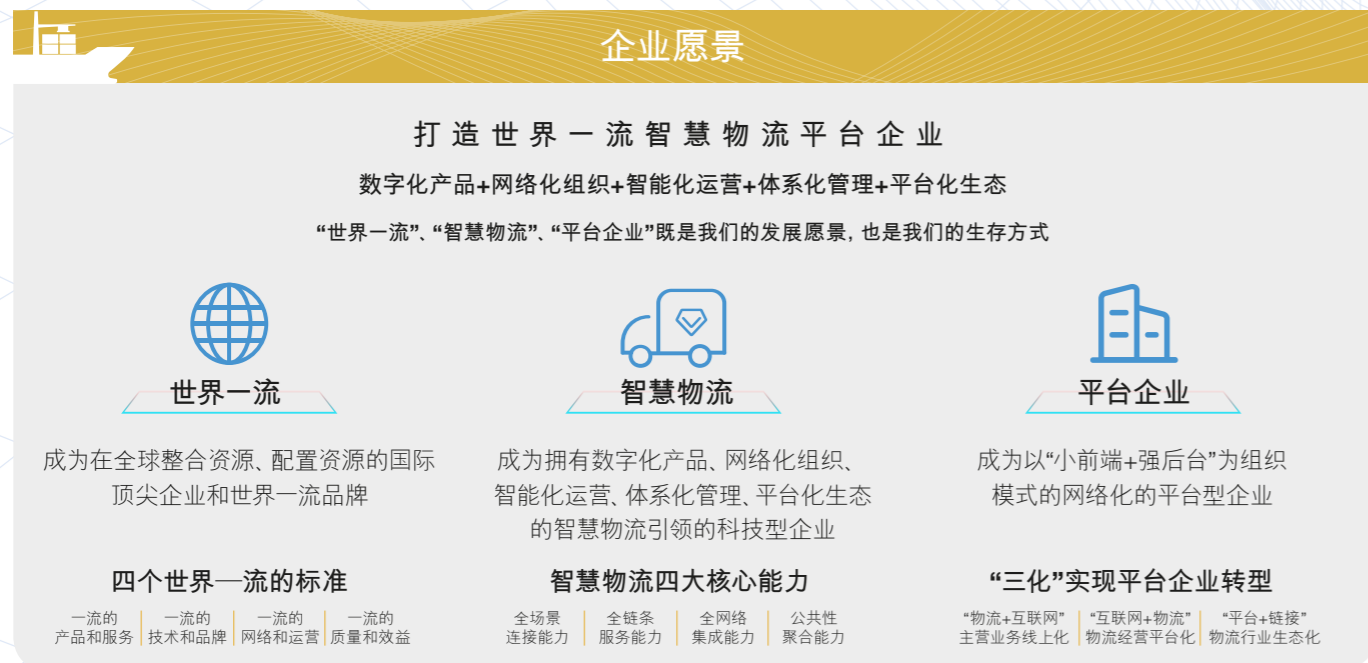 企业愿景
打造世界一流智慧物流平台企业
数字化产品+网络化组织+智能化运营+体系化管理+平台化生态
“世界一流”、“智慧物流”、“平台企业”既是我们的发展愿景, 也是我们的生存方式
世界一流
成为在全球整合资源、配置资源的国际
顶尖企业和世界一流品牌
四个世界一流的标准
一流的
产品和服务
一流的
技术和品牌
一流的
网络和运营
一流的
质量和效益
智慧物流
成为拥有数字化产品、网络化组织、
智能化运营、体系化管理、平台化生态
的智慧物流引领的科技型企业
智慧物流四大核心能力
全场景
连接能力
全链条
服务能力
全网络
集成能力
公共性
聚合能力
平台企业
成为以“小前端+强后台”为组织
模式的网络化的平台型企业
“三化”实现平台企业转型
“物流+互联网”
主营业务线上化
“互联网+物流”
物流经营平台化
“平台+链接”
物流行业生态化